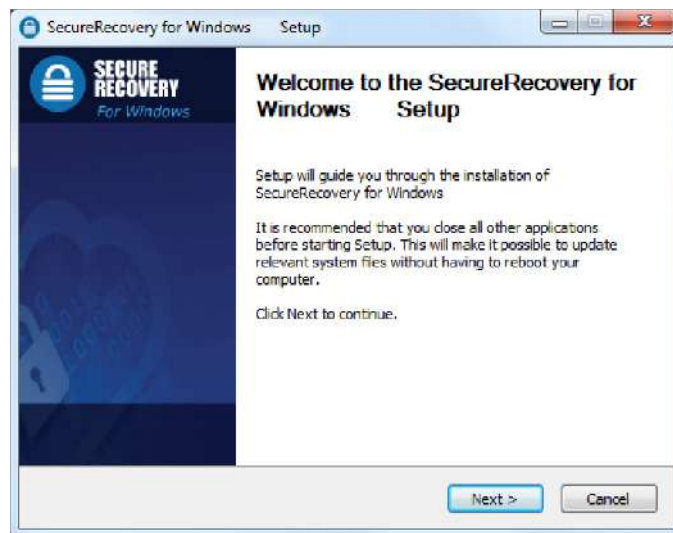 SecureRecovery for Windows Setup
SECURE
RECOVERY
For Windows
Welcome to the SecureRecovery for
Windows Setup
Setup will guide you through the installation of
SecureRecovery for Windows
It is recommended that you close all other applications
before starting Setup. This will make it possible to update
relevant system files without having to reboot your
computer.
Click Next to continue.
Next >
Cancel